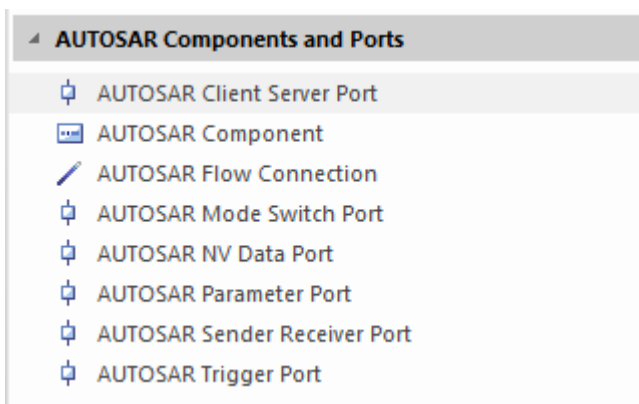 AUTOSAR Components and Ports
AUTOSAR Client Server Port
AUTOSAR Component
AUTOSAR Flow Connection
AUTOSAR Mode Switch Port
AUTOSAR NV Data Port
AUTOSAR Parameter Port
AUTOSAR Sender Receiver Port
AUTOSAR Trigger Port